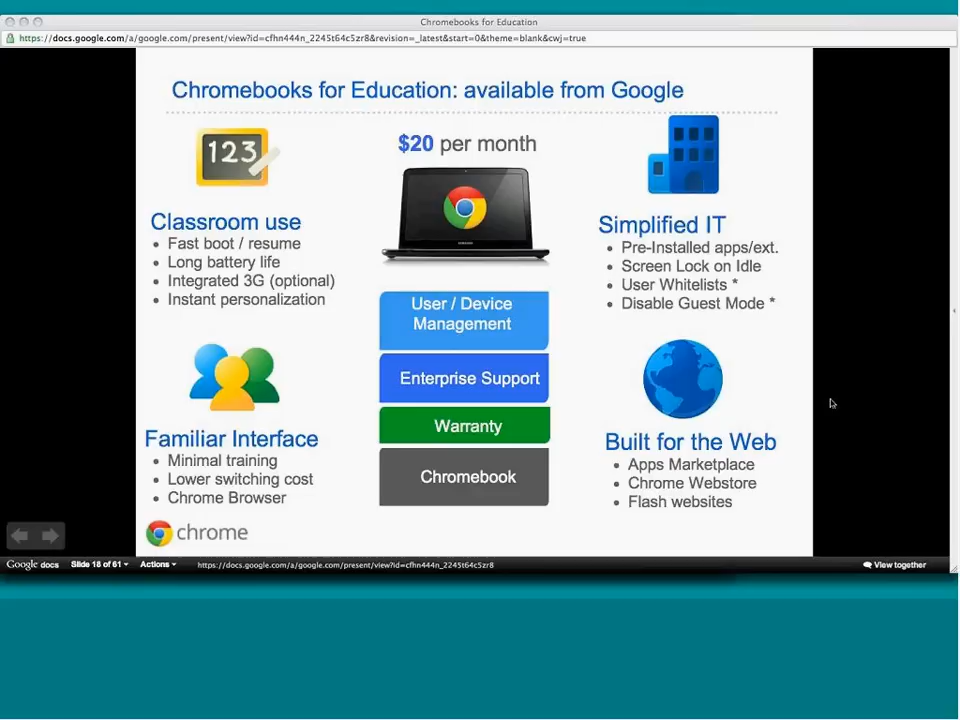 Chromebooks for Education
https://docs.google.com/a/google.com/present/view?id=cfhn444n_2245t64c5zr8&revision=_latest&start=0&theme=blank&cwj=true
Chromebooks for Education: available from Google
123
$20 per month
Classroom use
• Fast boot / resume
• Long battery life
• Integrated 3G (optional)
• Instant personalization
Simplified IT
• Pre-Installed apps/ext.
• Screen Lock on Idle
• User Whitelists *
• Disable Guest Mode *
User / Device
Management
Enterprise Support
Warranty
Chromebook
Familiar Interface
• Minimal training
• Lower switching cost
• Chrome Browser
Built for the Web
• Apps Marketplace
• Chrome Webstore
• Flash websites
chrome
Google docs
Slide 18 of 61
Actions
https://docs.google.com/a/google.com/present/view?id=cfhn444n_2245t64c5zr8
View together